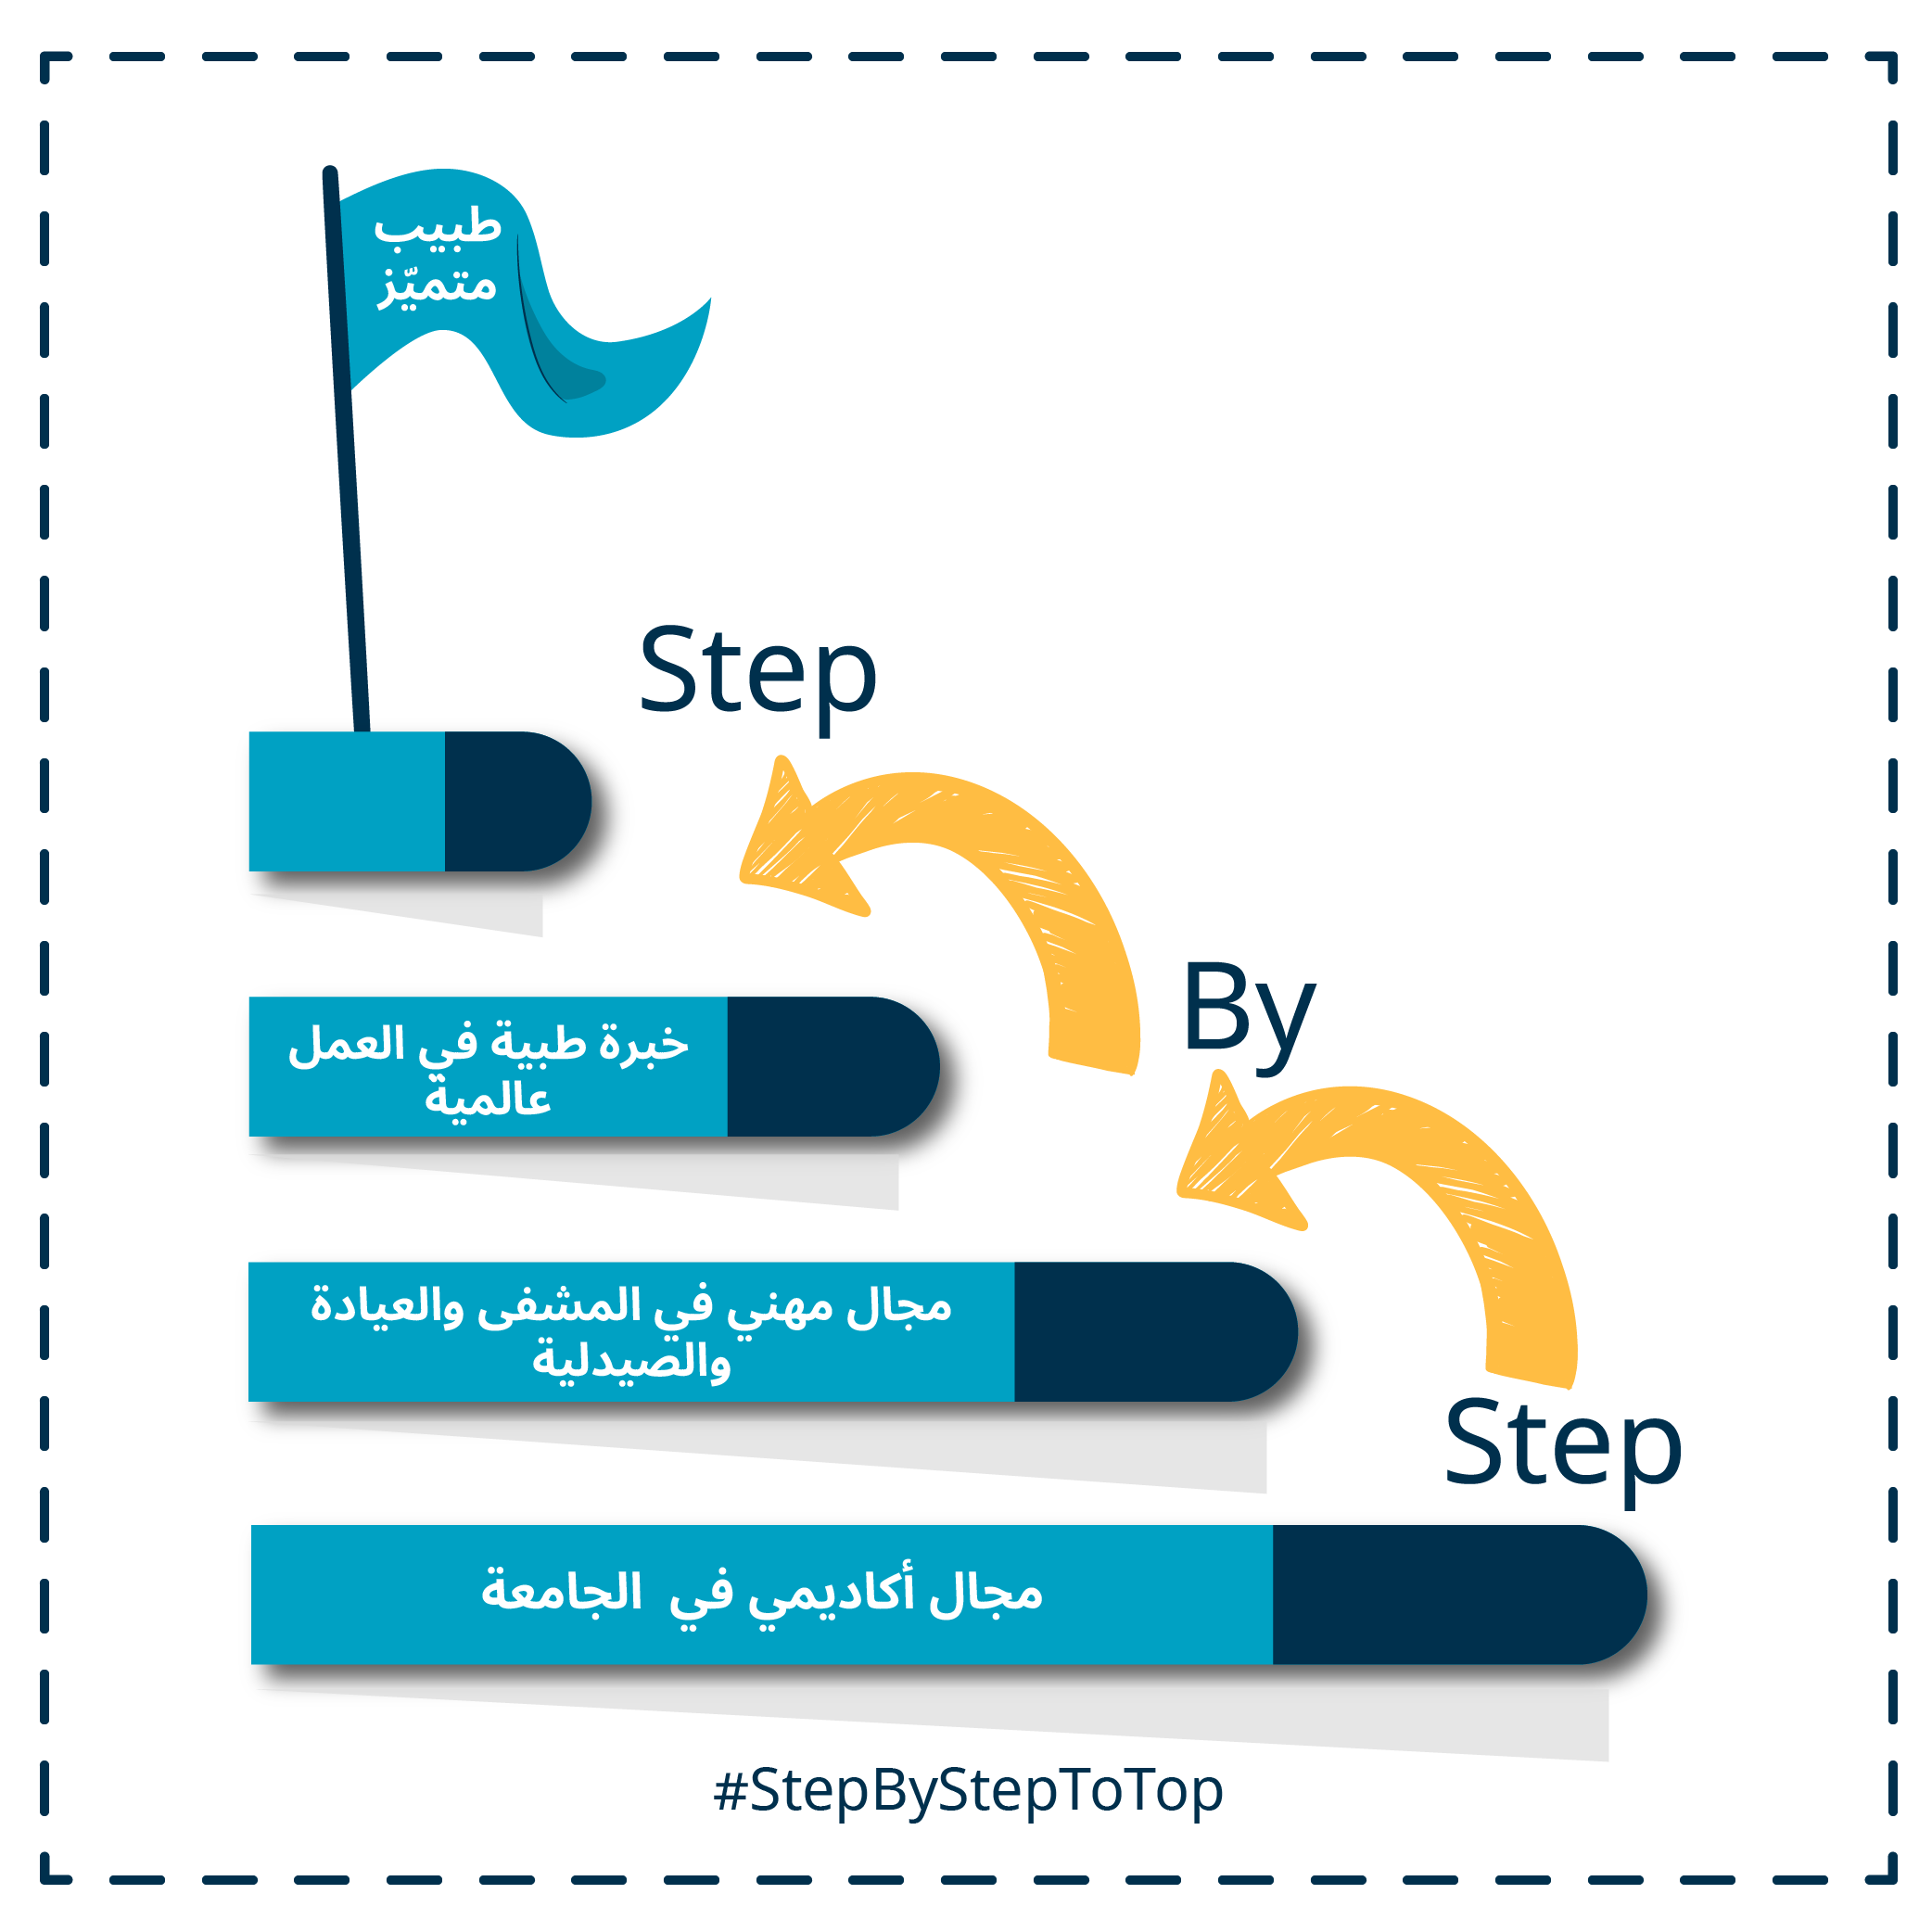 طبيب
متميّز
Step
By
خبرة طبية في العمل
عالمية
مجال مهني في المشفى والعيادة
والصيدلية
Step
مجال أكاديمي في الجامعة
#StepByStepToTop